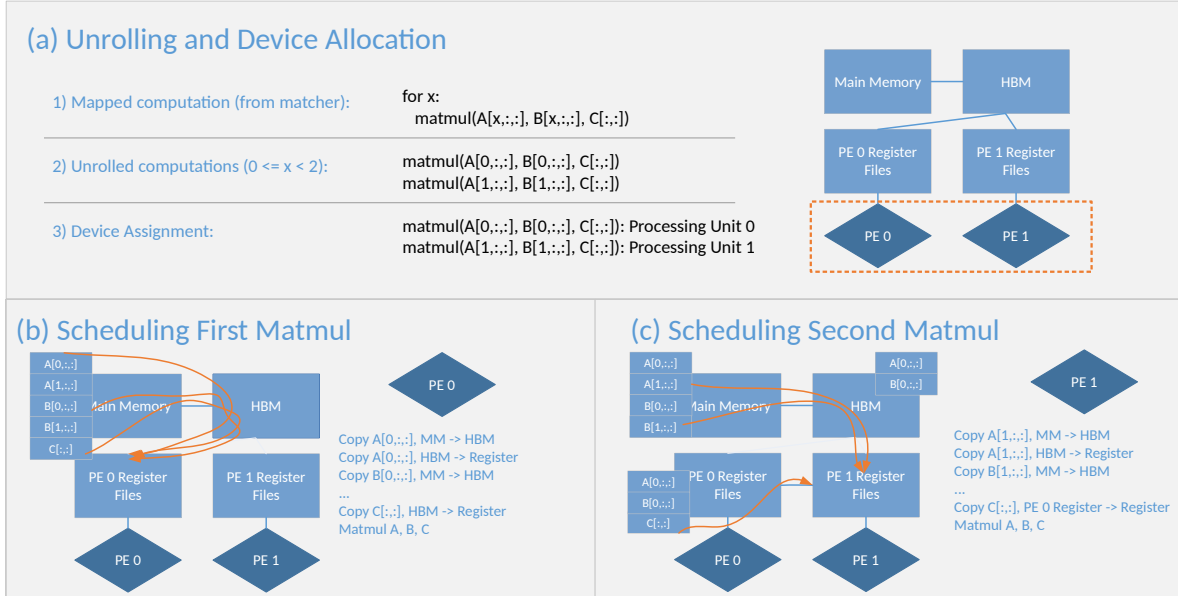 (a) Unrolling and Device Allocation
1) Mapped computation (from matcher):
for x:
matmul(A[x,:,:], B[x,:,:], C[:,:])
2) Unrolled computations (0 <= x < 2):
matmul(A[0,:,:], B[0,:,:], C[:,:])
matmul(A[1,:,:], B[1,:,:], C[:,:])
3) Device Assignment:
matmul(A[0,:,:], B[0,:,:], C[:,:]): Processing Unit 0
matmul(A[1,:,:], B[1,:,:], C[:,:]): Processing Unit 1
Main Memory
HBM
PE 0 Register
Files
PE 1 Register
Files
PE 0
PE 1
(b) Scheduling First Matmul
A[0,:,:]
A[1,:,:]
B[0,:,:]
B[1,:,:]
C[:,:]
Main Memory
HBM
PE 0 Register
Files
PE 1 Register
Files
PE 0
PE 1
PE 0
Copy A[0,:,:], MM -> HBM
Copy A[0,:,:], HBM -> Register
Copy B[0,:,:], MM -> HBM
...
Copy C[:,:], HBM -> Register
Matmul A, B, C
(c) Scheduling Second Matmul
A[0,:,:]
A[1,:,:]
B[0,:,:]
B[1,:,:]
Main Memory
HBM
A[0,:,:]
B[0,:,:]
A[0,:,:]
B[0,:,:]
C[:,:]
PE 0 Register
Files
PE 1 Register
Files
PE 0
PE 1
PE 1
Copy A[1,:,:], MM -> HBM
Copy A[1,:,:], HBM -> Register
Copy B[1,:,:], MM -> HBM
...
Copy C[:,:], PE 0 Register -> Register
Matmul A, B, C